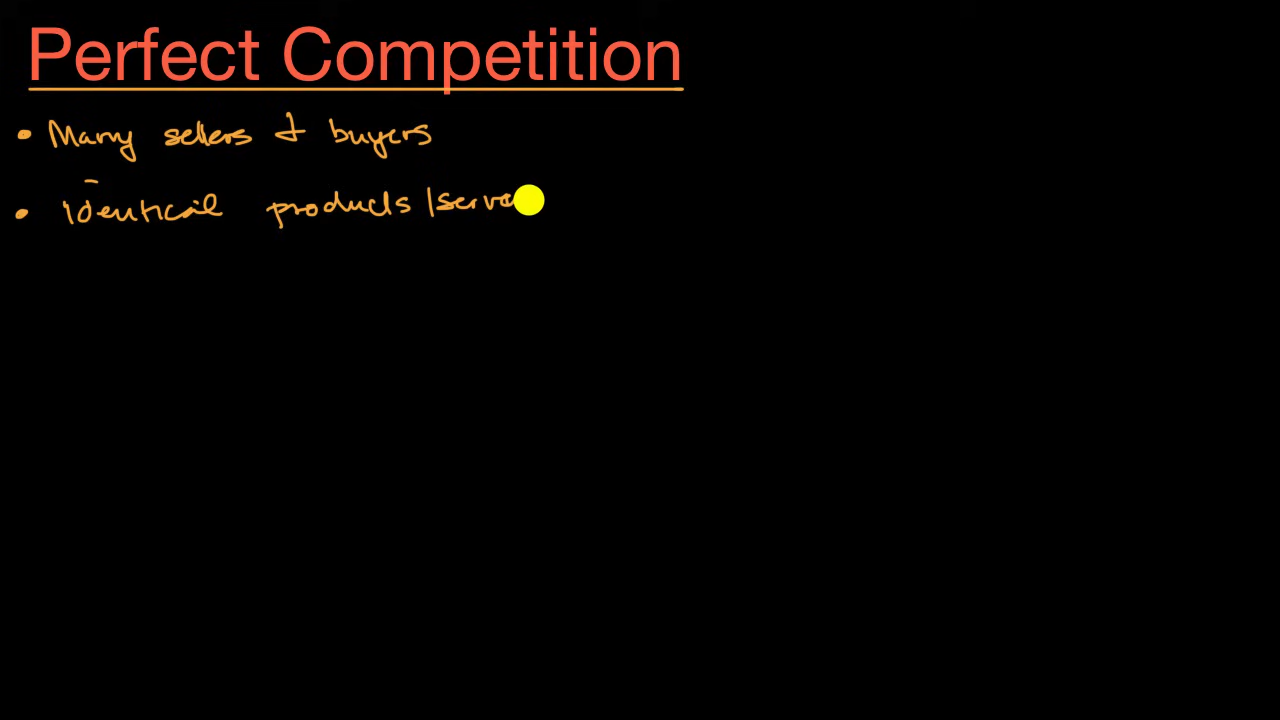 Perfect Competition
• Many sellers & buyers
• identical products /serv